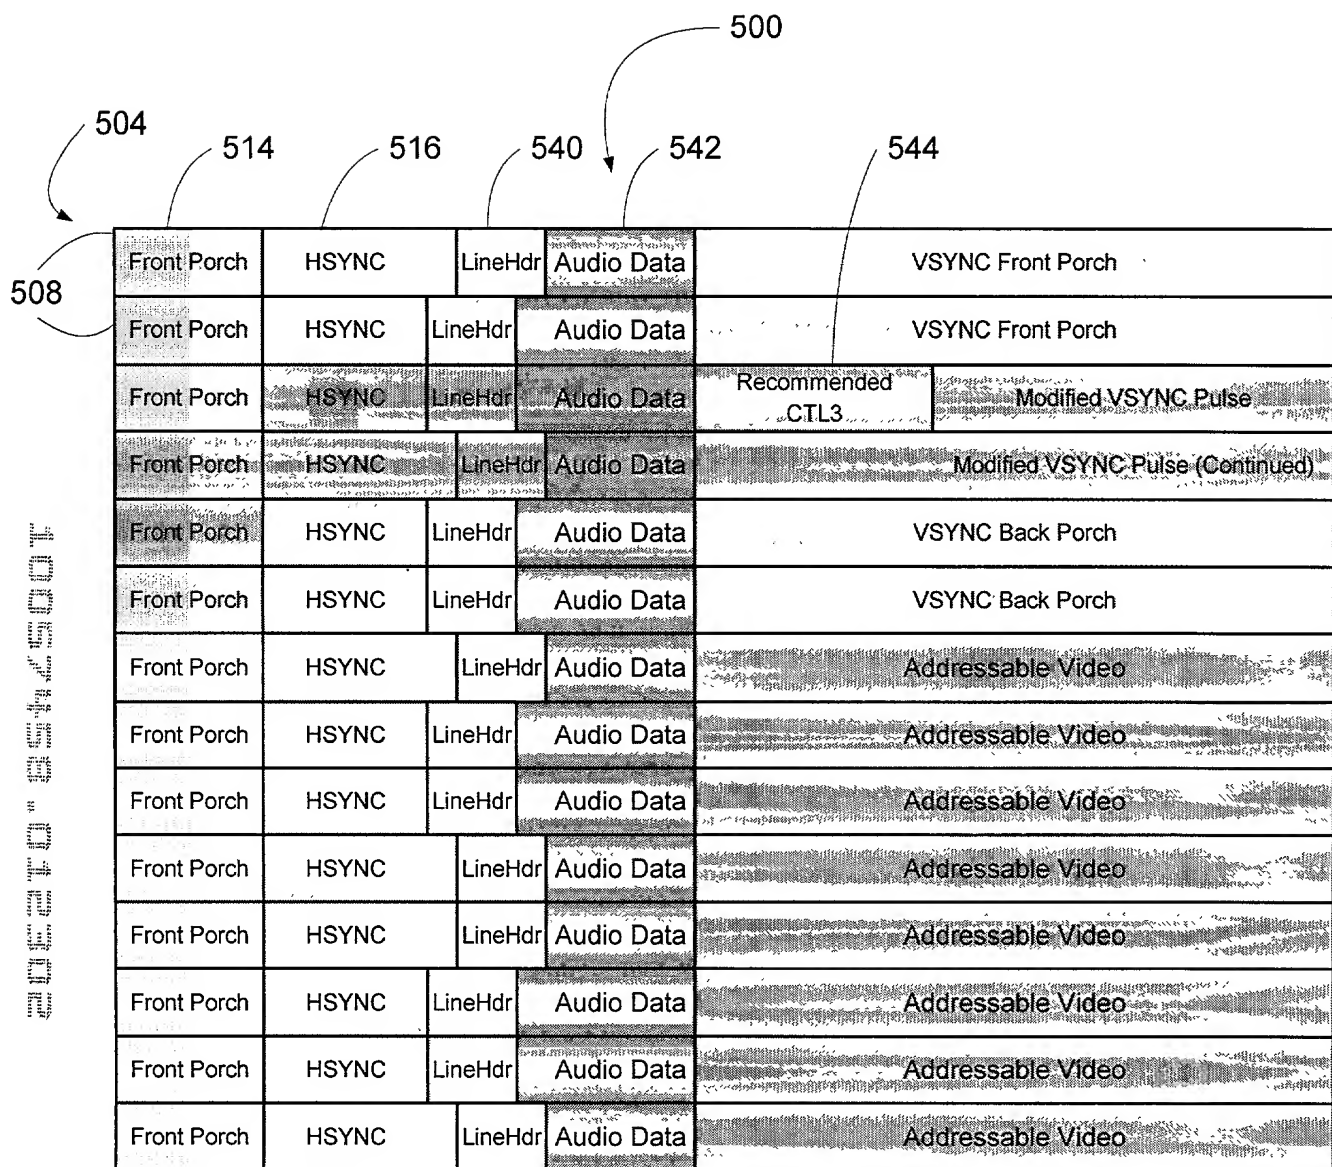 500
504
514 516 540 542 544
508
Front Porch HSYNC LineHdr Audio Data VSYNC Front Porch
Front Porch HSYNC LineHdr Audio Data VSYNC Front Porch
Front Porch HSYNC LineHdr Audio Data Recommended CTL3 Modified VSYNC Pulse
Front Porch HSYNC LineHdr Audio Data Modified VSYNC Pulse (Continued)
Front Porch HSYNC LineHdr Audio Data VSYNC Back Porch
Front Porch HSYNC LineHdr Audio Data VSYNC Back Porch
Front Porch HSYNC LineHdr Audio Data Addressable Video
Front Porch HSYNC LineHdr Audio Data Addressable Video
Front Porch HSYNC LineHdr Audio Data Addressable Video
Front Porch HSYNC LineHdr Audio Data Addressable Video
Front Porch HSYNC LineHdr Audio Data Addressable Video
Front Porch HSYNC LineHdr Audio Data Addressable Video
Front Porch HSYNC LineHdr Audio Data Addressable Video
Front Porch HSYNC LineHdr Audio Data Addressable Video
10057458.012302